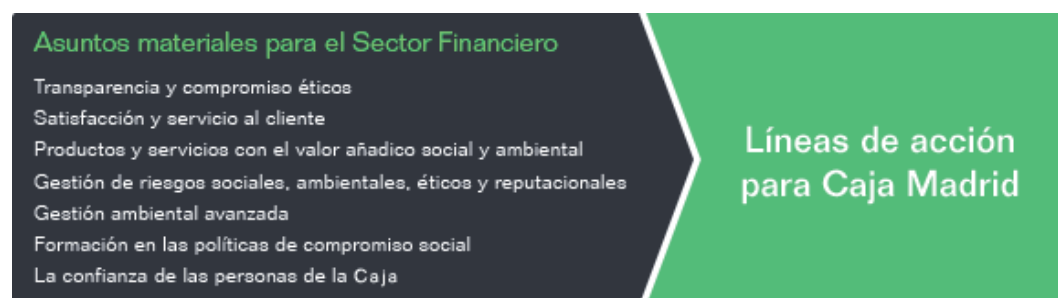 Asuntos materiales para el Sector Financiero
Transparencia y compromiso éticos
Satisfacción y servicio al cliente
Productos y servicios con el valor añadico social y ambiental
Gestión de riesgos sociales, ambientales, éticos y reputacionales
Gestión ambiental avanzada
Formación en las políticas de compromiso social
La confianza de las personas de la Caja
Líneas de acción
para Caja Madrid